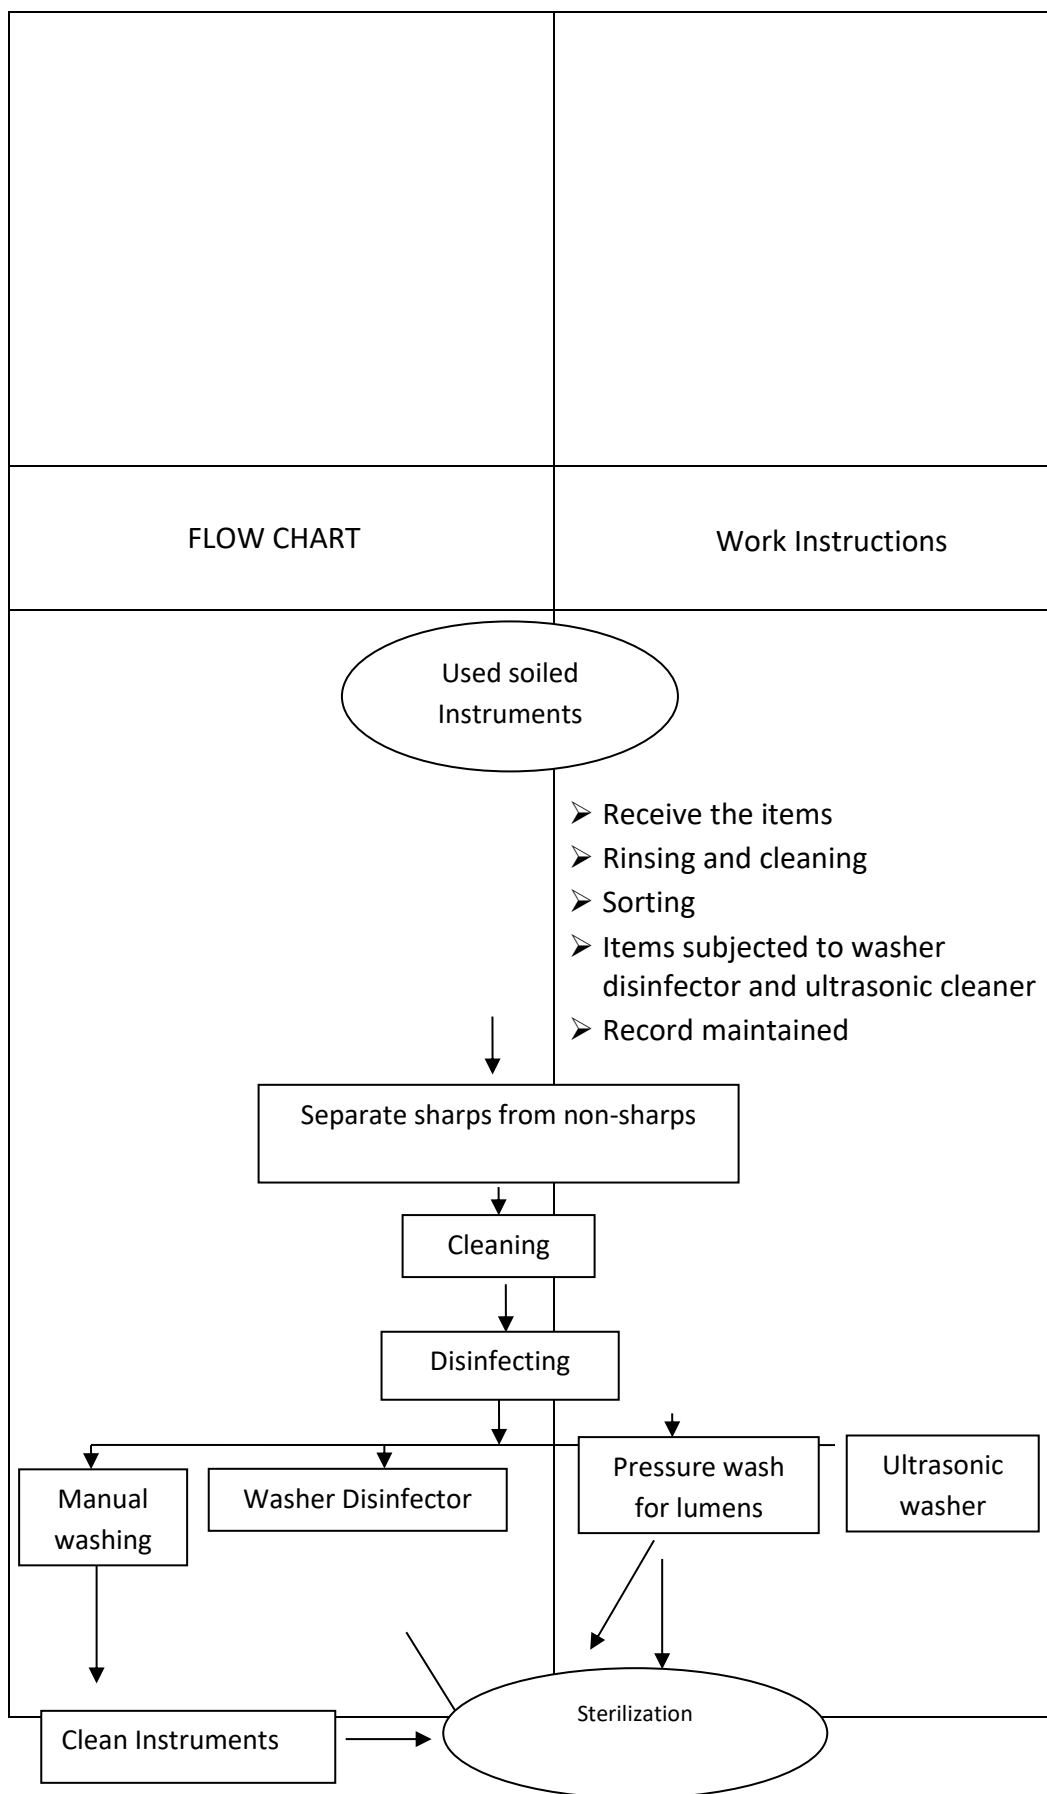 FLOW CHART
Work Instructions
Used soiled
Instruments
➢ Receive the items
➢ Rinsing and cleaning
➢ Sorting
➢ Items subjected to washer
disinfector and ultrasonic cleaner
➢ Record maintained
Separate sharps from non-sharps
Cleaning
Disinfecting
Manual
washing
Washer Disinfector
Pressure wash
for lumens
Ultrasonic
washer
Clean Instruments
Sterilization